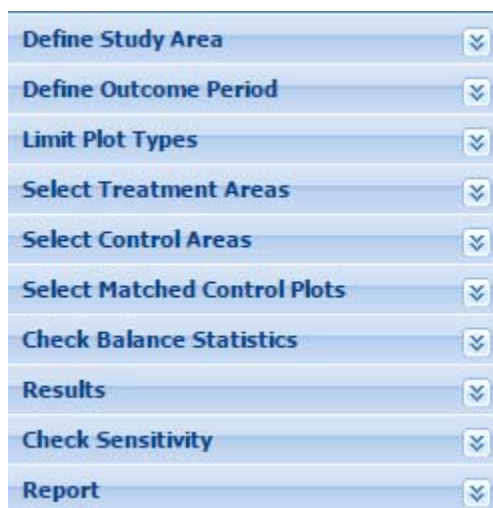 Define Study Area
Define Outcome Period
Limit Plot Types
Select Treatment Areas
Select Control Areas
Select Matched Control Plots
Check Balance Statistics
Results
Check Sensitivity
Report